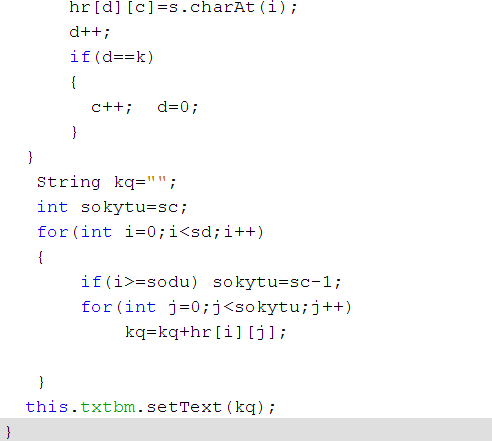 hr[d][c]=s.charAt(i);
d++;
if(d==k)
{
c++;  d=0;
}
}
String kq="";
int sokytu=sc;
for(int i=0;i<sd;i++)
{
if(i>=sodu) sokytu=sc-1;
for(int j=0;j<sokytu;j++)
kq=kq+hr[i][j];
}
this.txtbm.setText(kq);
}